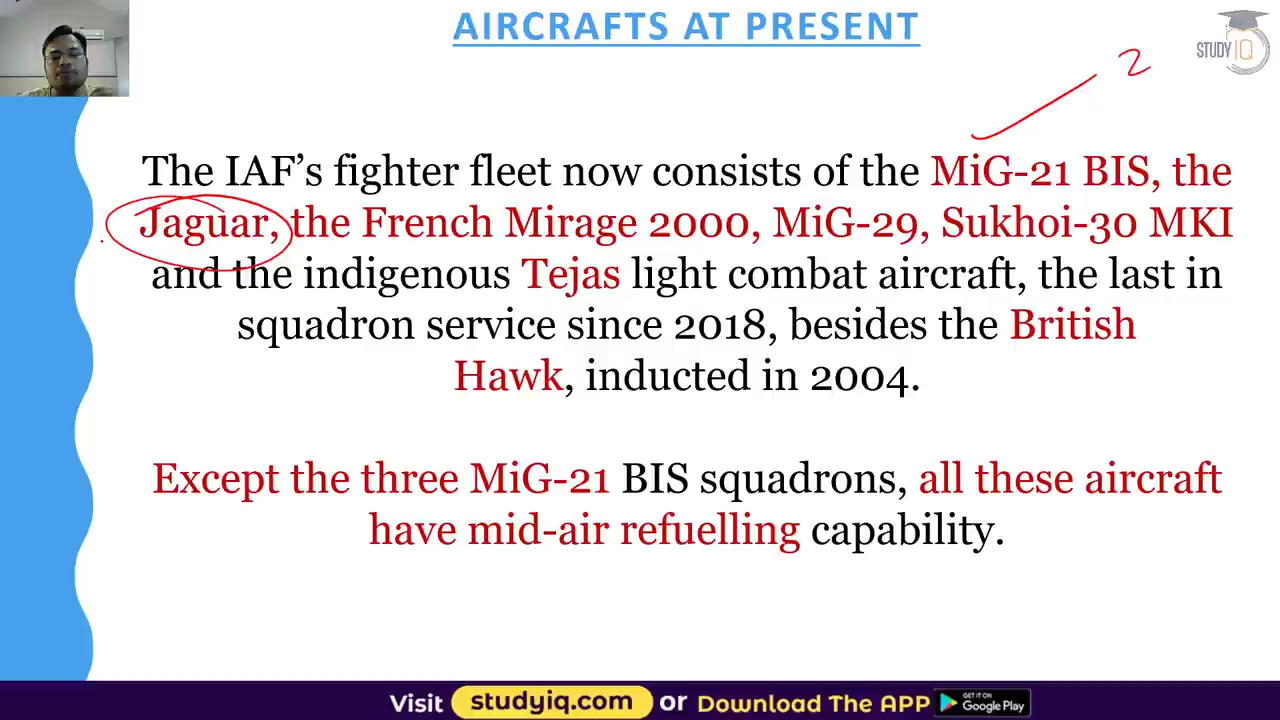 AIRCRAFTS AT PRESENT
STUDY IQ
2
The IAF’s fighter fleet now consists of the MiG-21 BIS, the
Jaguar, the French Mirage 2000, MiG-29, Sukhoi-30 MKI
and the indigenous Tejas light combat aircraft, the last in
squadron service since 2018, besides the British
Hawk, inducted in 2004.
Except the three MiG-21 BIS squadrons, all these aircraft
have mid-air refuelling capability.
Visit studyiq.com or Download The APP GET IT ON Google Play